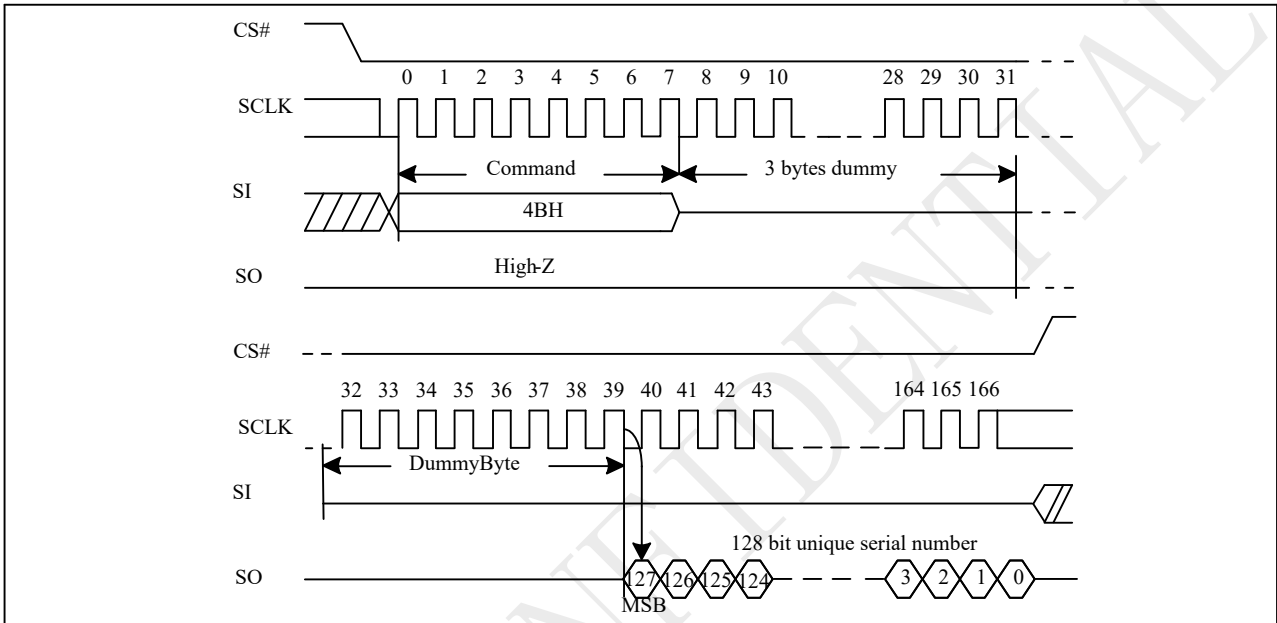 CS#
0 1 2 3 4 5 6 7 8 9 10 28 29 30 31
SCLK
Command 3 bytes dummy
SI
4BH
High-Z
SO
CS#
32 33 34 35 36 37 38 39 40 41 42 43 164 165 166
SCLK
DummyByte
SI
128 bit unique serial number
SO 127 126 125 124 3 2 1 0
MSB